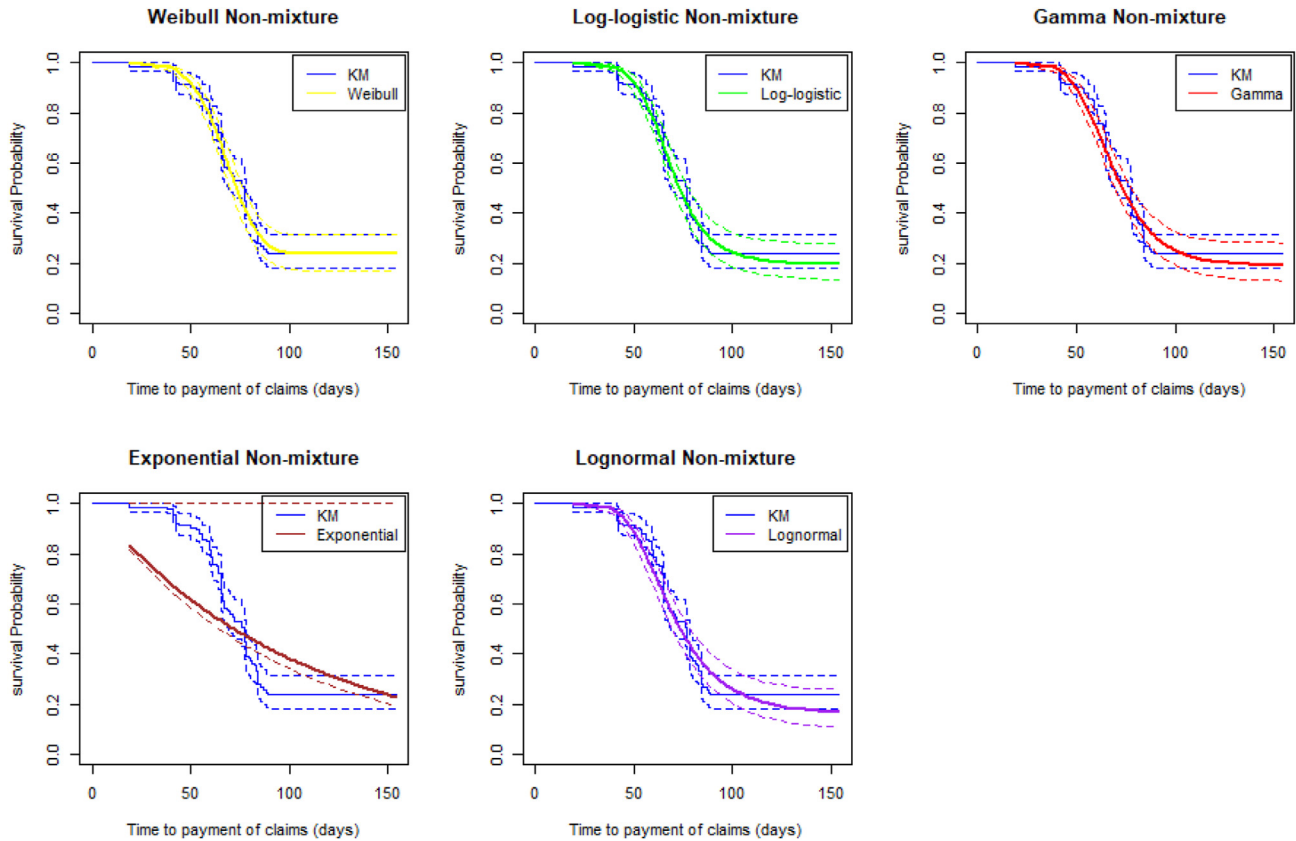 Weibull Non-mixture
survival Probability
0.0 0.2 0.4 0.6 0.8 1.0
KM
Weibull
0 50 100 150
Time to payment of claims (days)
Log-logistic Non-mixture
survival Probability
0.0 0.2 0.4 0.6 0.8 1.0
KM
Log-logistic
0 50 100 150
Time to payment of claims (days)
Gamma Non-mixture
survival Probability
0.0 0.2 0.4 0.6 0.8 1.0
KM
Gamma
0 50 100 150
Time to payment of claims (days)
Exponential Non-mixture
survival Probability
0.0 0.2 0.4 0.6 0.8 1.0
KM
Exponential
0 50 100 150
Time to payment of claims (days)
Lognormal Non-mixture
survival Probability
0.0 0.2 0.4 0.6 0.8 1.0
KM
Lognormal
0 50 100 150
Time to payment of claims (days)